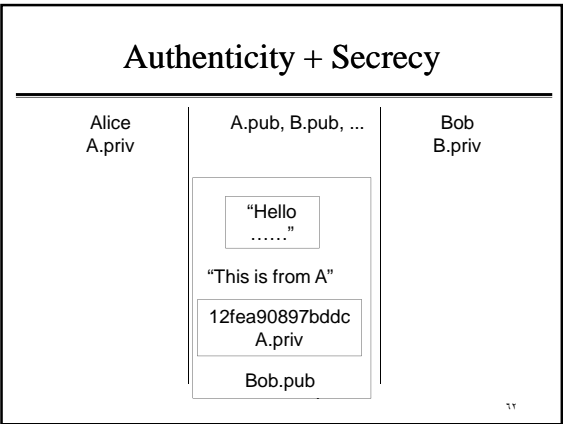 Authenticity + Secrecy
Alice
A.priv
A.pub, B.pub, ...
Bob
B.priv
“Hello
……”
“This is from A”
12fea90897bddc
A.priv
Bob.pub
٦٢